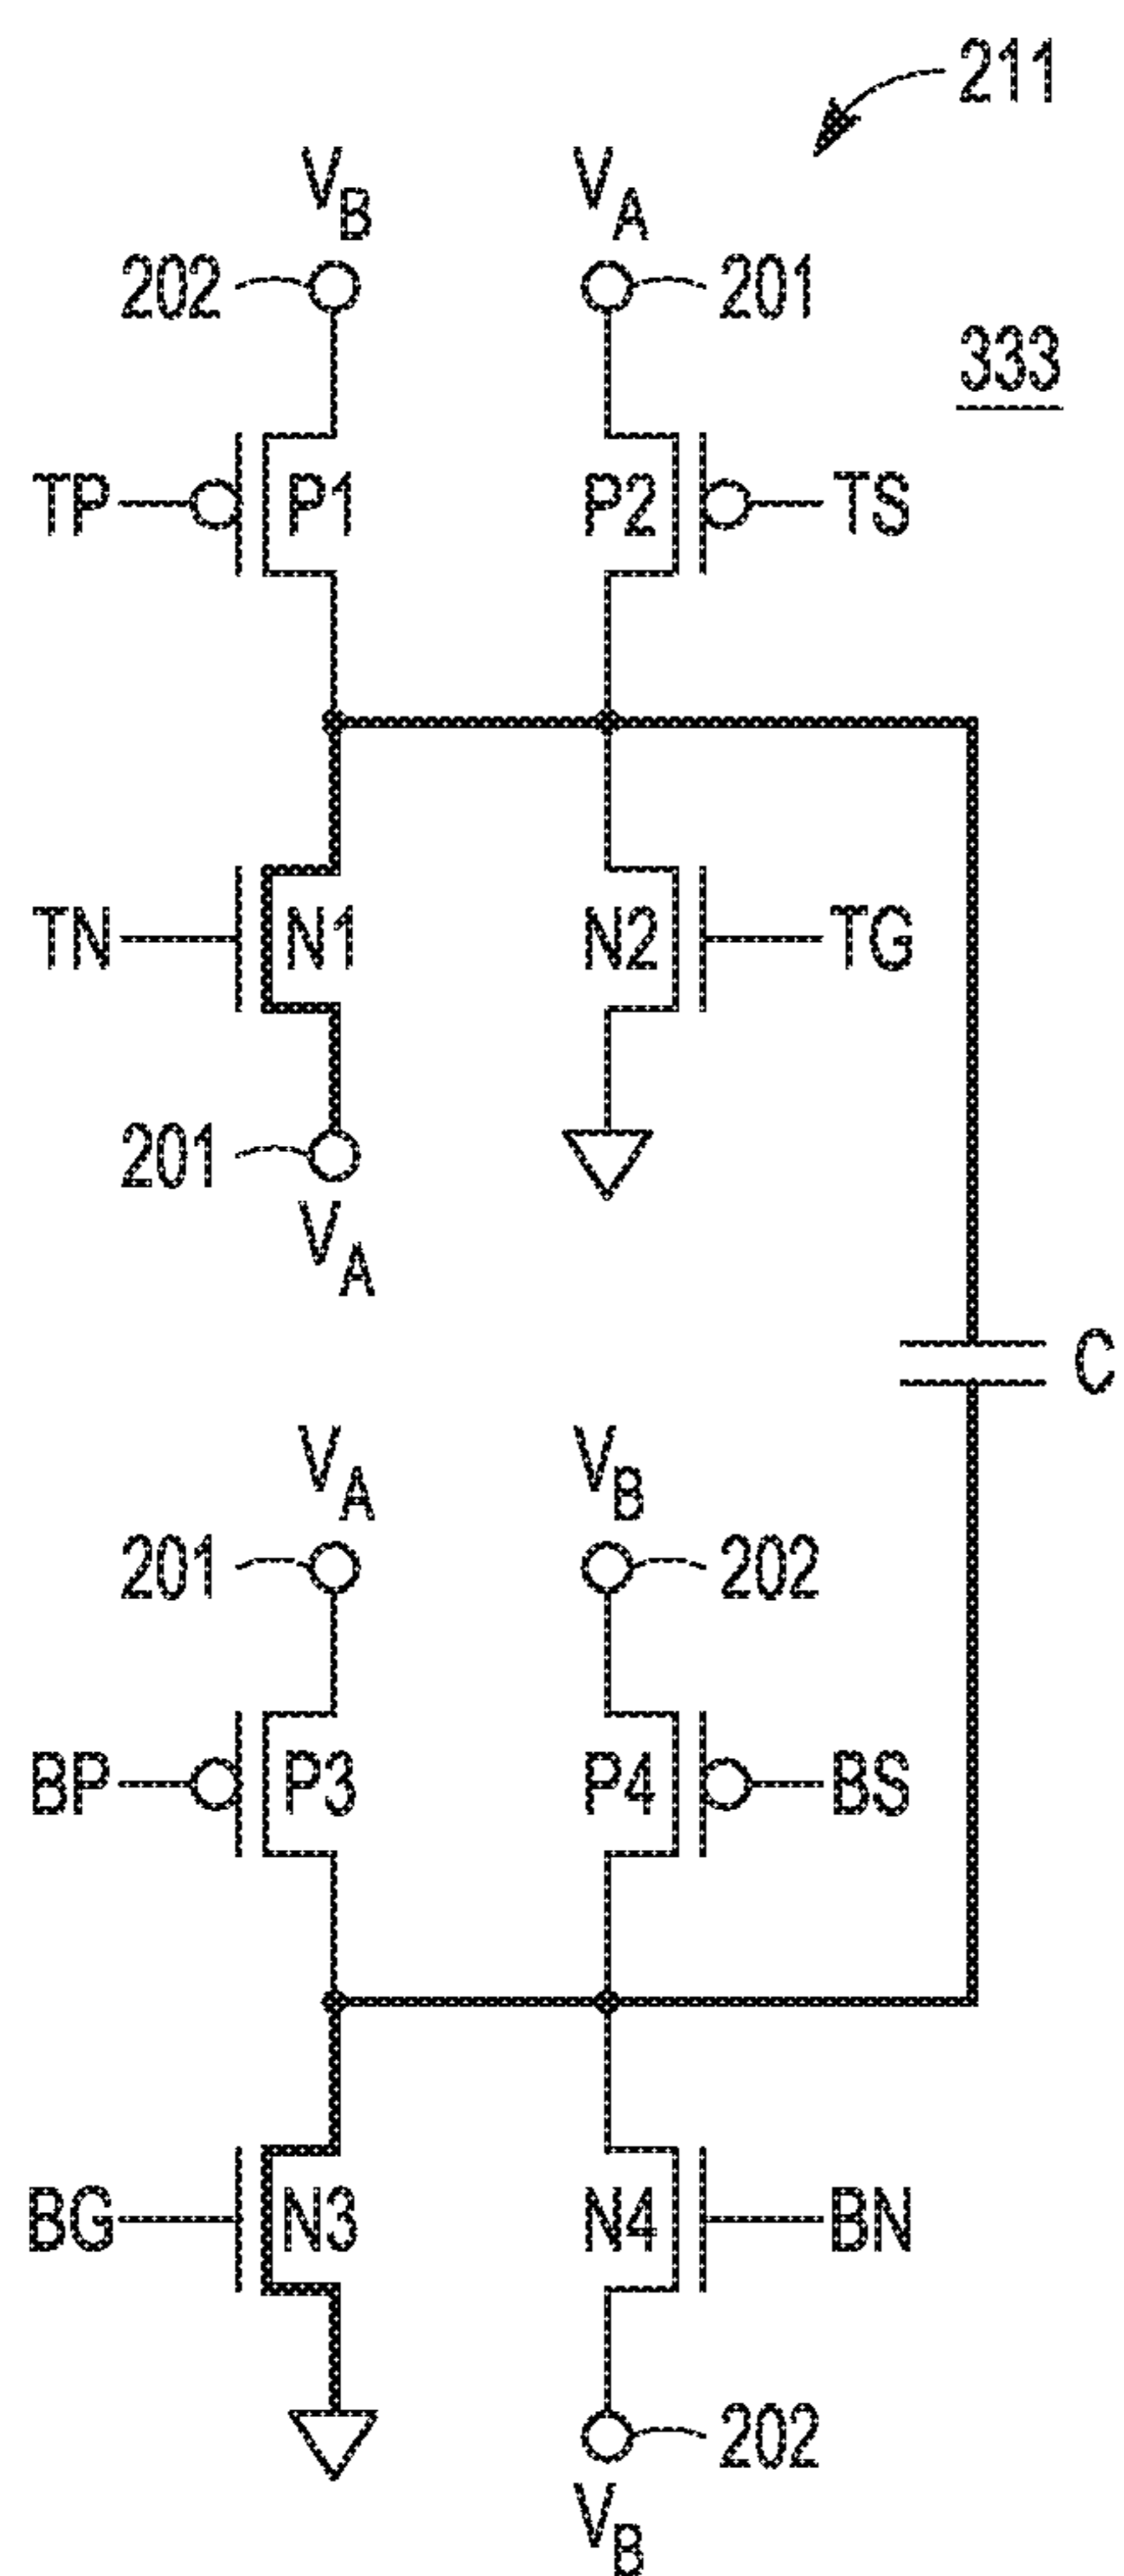 211
V_B V_A
202 201
333
TP P1 P2 TS
TN N1 N2 TG
201
V_A
C
V_A V_B
201 202
BP P3 P4 BS
BG N3 N4 BN
202
V_B